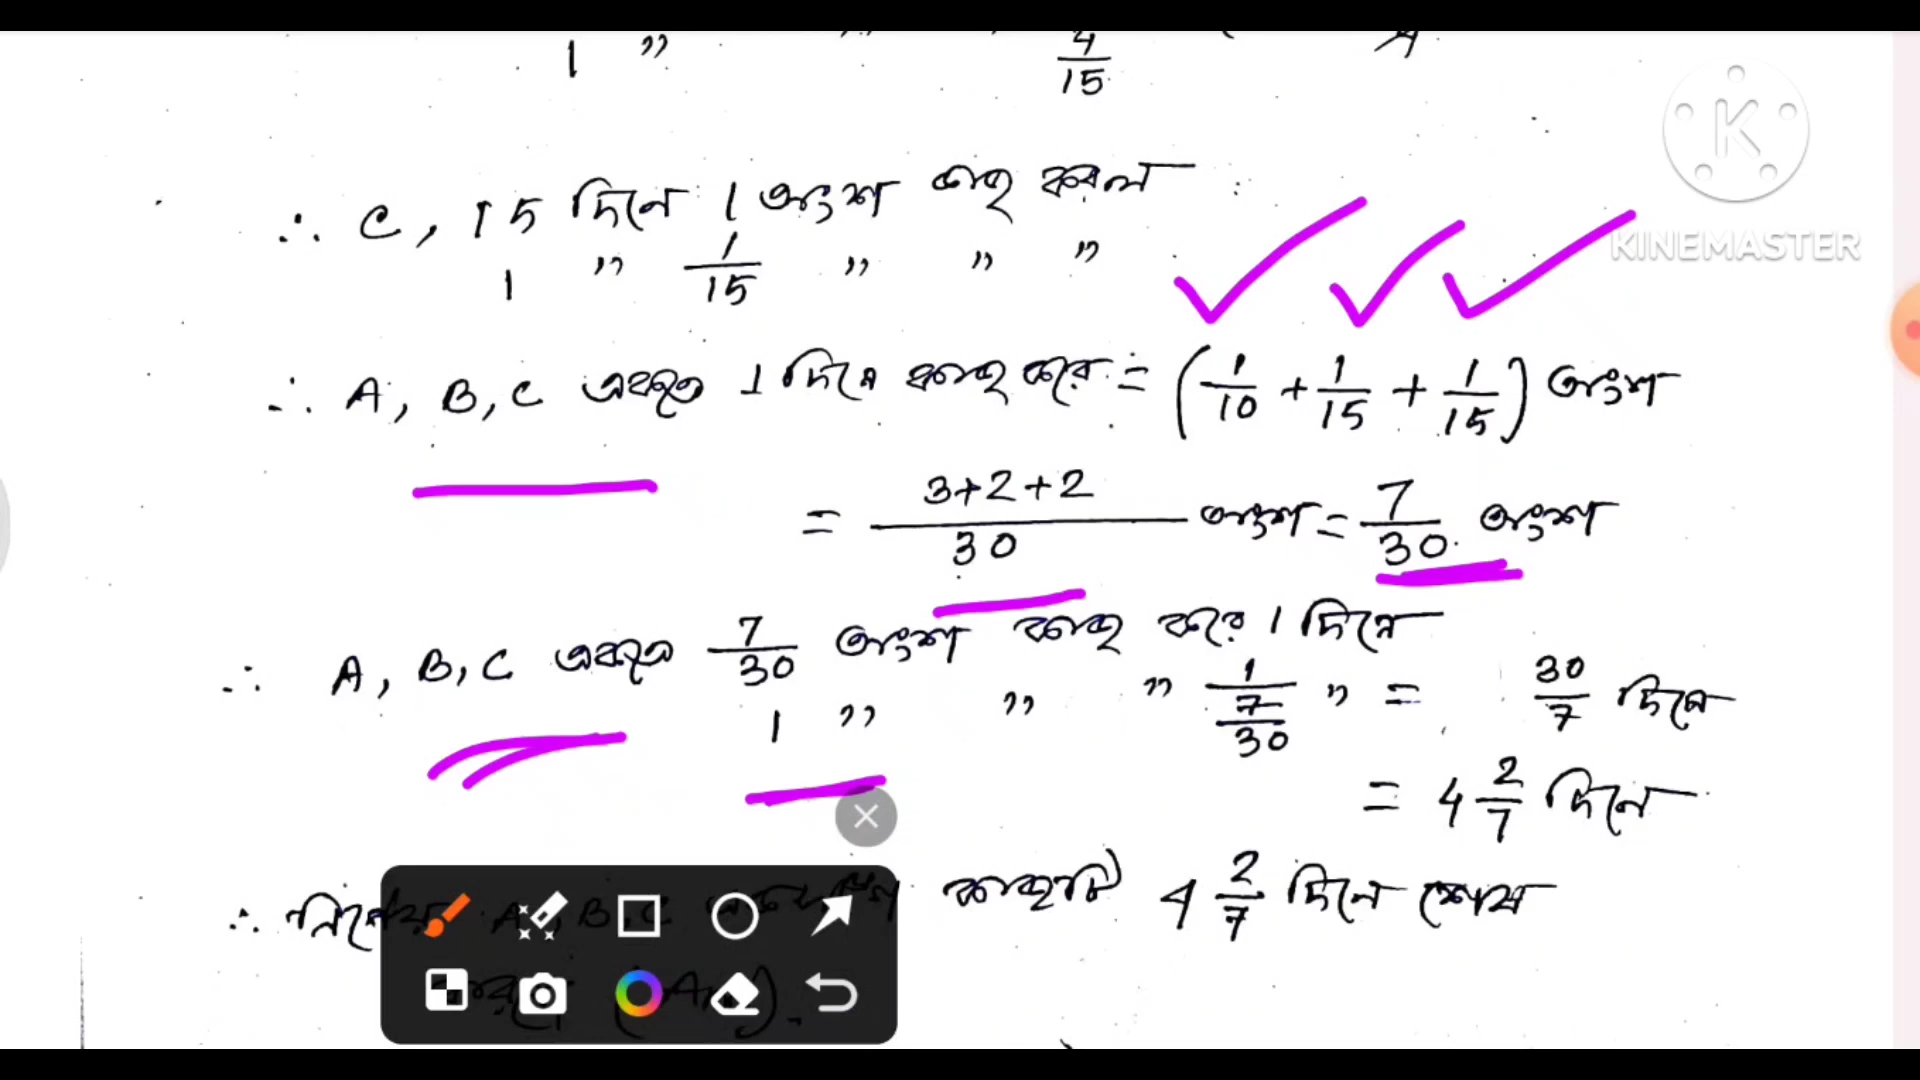 1 " 4/15
∴ C, 15 দিনে 1 অংশ কাজ করল
1 " 1/15 " " "
KINEMASTER
∴ A, B, C একত্রে 1 দিনে কাজ করে = (1/10 + 1/15 + 1/15) অংশ
= 3+2+2/30 অংশ = 7/30 অংশ
∴ A, B, C একত্রে 7/30 অংশ কাজ করে 1 দিনে
1 " " " 1/7/30 " = 30/7 দিনে
= 4 2/7 দিনে
∴ A, B, C কাজটি 4 2/7 দিনে শেষ